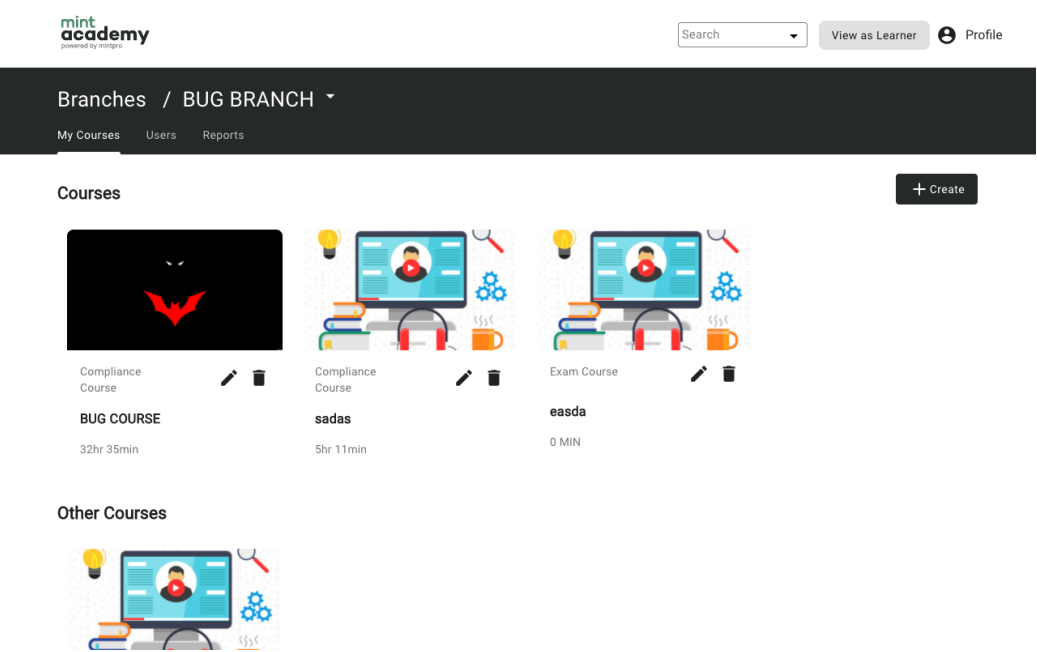 mint
academy
powered by mintpro
Search
View as Learner
Profile
Branches / BUG BRANCH
My Courses
Users
Reports
Courses
Create
Compliance
Course
BUG COURSE
32hr 35min
Compliance
Course
sadas
5hr 11min
Exam Course
easda
0 MIN
Other Courses